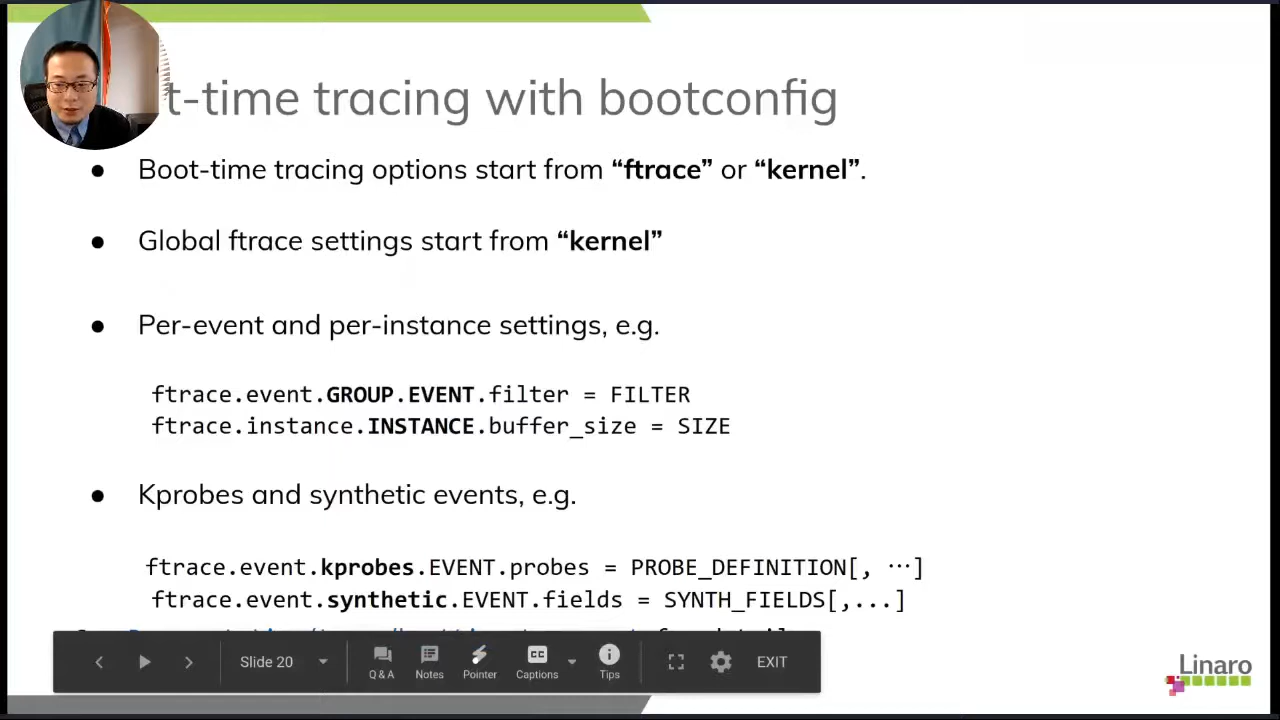 t-time tracing with bootconfig
● Boot-time tracing options start from “ftrace” or “kernel”.
● Global ftrace settings start from “kernel”
● Per-event and per-instance settings, e.g.
ftrace.event.GROUP.EVENT.filter = FILTER
ftrace.instance.INSTANCE.buffer_size = SIZE
● Kprobes and synthetic events, e.g.
ftrace.event.kprobes.EVENT.probes = PROBE_DEFINITION[, ⋯]
ftrace.event.synthetic.EVENT.fields = SYNTH_FIELDS[,...]
Slide 20
Q & A
Notes
Pointer
CC
Captions
Tips
EXIT
Linaro